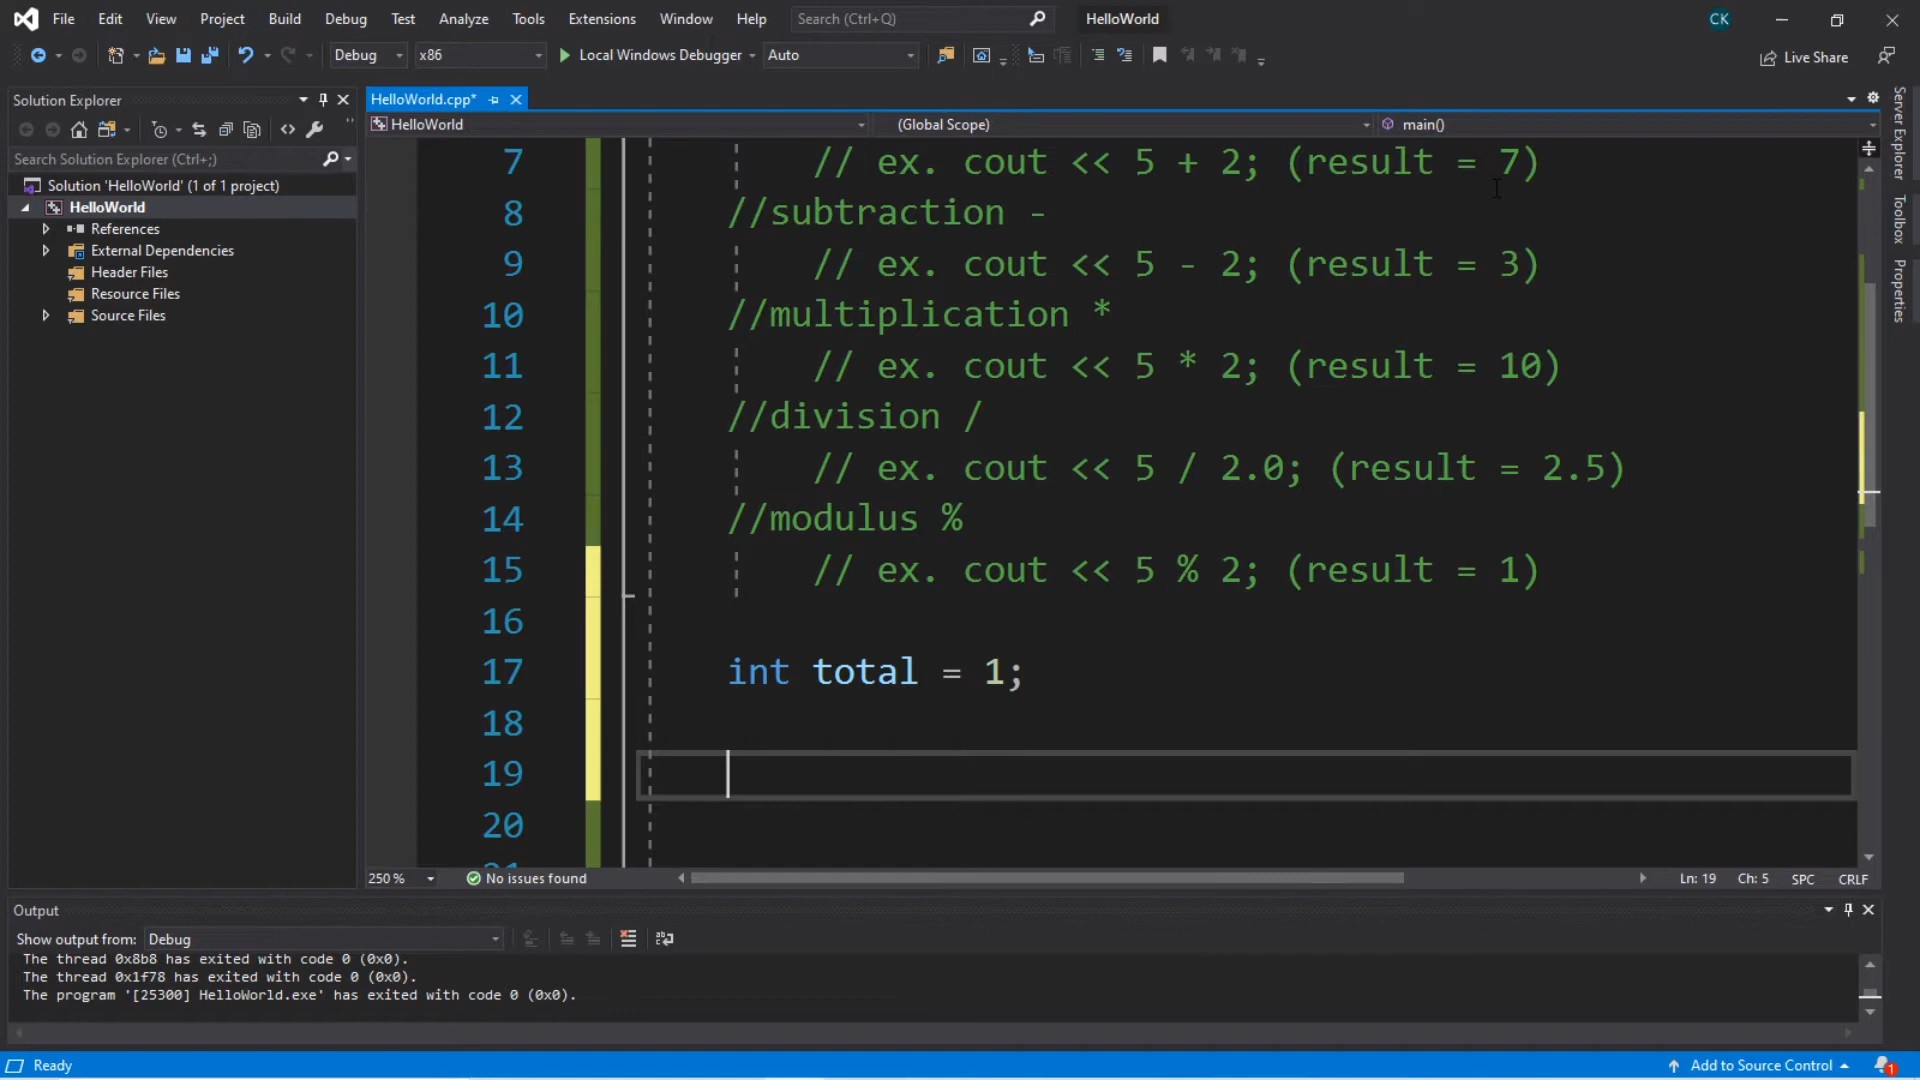 File Edit View Project Build Debug Test Analyze Tools Extensions Window Help Search (Ctrl+Q) HelloWorld CK
Debug x86 Local Windows Debugger Auto Live Share
Solution Explorer
Search Solution Explorer (Ctrl+;)
Solution 'HelloWorld' (1 of 1 project)
HelloWorld
References
External Dependencies
Header Files
Resource Files
Source Files
HelloWorld.cpp*
HelloWorld (Global Scope) main()
7 // ex. cout << 5 + 2; (result = 7)
8 //subtraction -
9 // ex. cout << 5 - 2; (result = 3)
10 //multiplication *
11 // ex. cout << 5 * 2; (result = 10)
12 //division /
13 // ex. cout << 5 / 2.0; (result = 2.5)
14 //modulus %
15 // ex. cout << 5 % 2; (result = 1)
16
17 int total = 1;
18
19
20
250 % No issues found Ln: 19 Ch: 5 SPC CRLF
Server Explorer
Toolbox
Properties
Output
Show output from: Debug
The thread 0x8b8 has exited with code 0 (0x0).
The thread 0x1f78 has exited with code 0 (0x0).
The program '[25300] HelloWorld.exe' has exited with code 0 (0x0).
Ready Add to Source Control 1